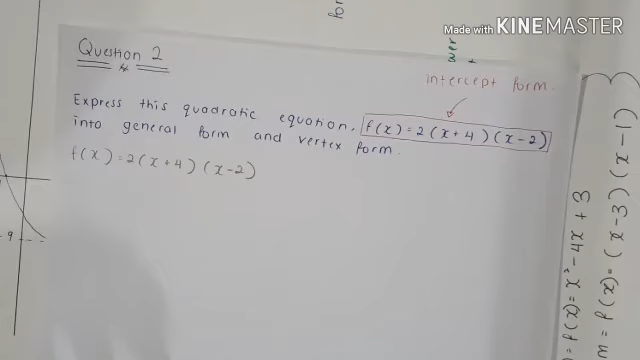 Made with KINEMASTER
Question 2
intercept form.
Express this quadratic equation, f(x) = 2(x+4)(x-2)
into general form and vertex form.
f(x) = 2(x+4)(x-2)
-9
= f(x) = x² - 4x + 3
m = f(x) = (x-3)(x-1)